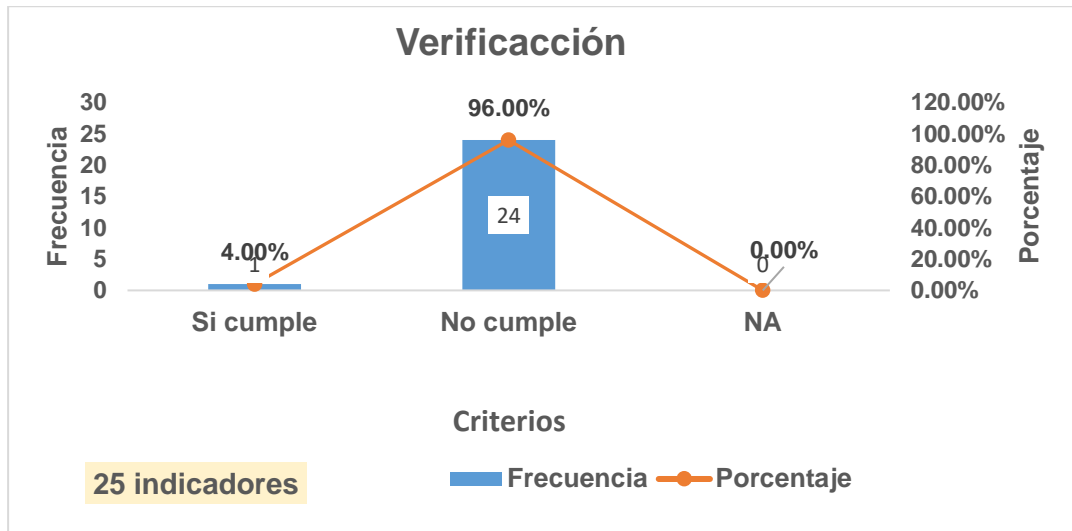 Verificacción
Frecuencia
30
25
20
15
10
5
0
120.00%
100.00%
80.00%
60.00%
40.00%
20.00%
0.00%
Porcentaje
96.00%
24
4.00%
1
0.00%
0
Si cumple No cumple NA
Criterios
25 indicadores
Frecuencia Porcentaje